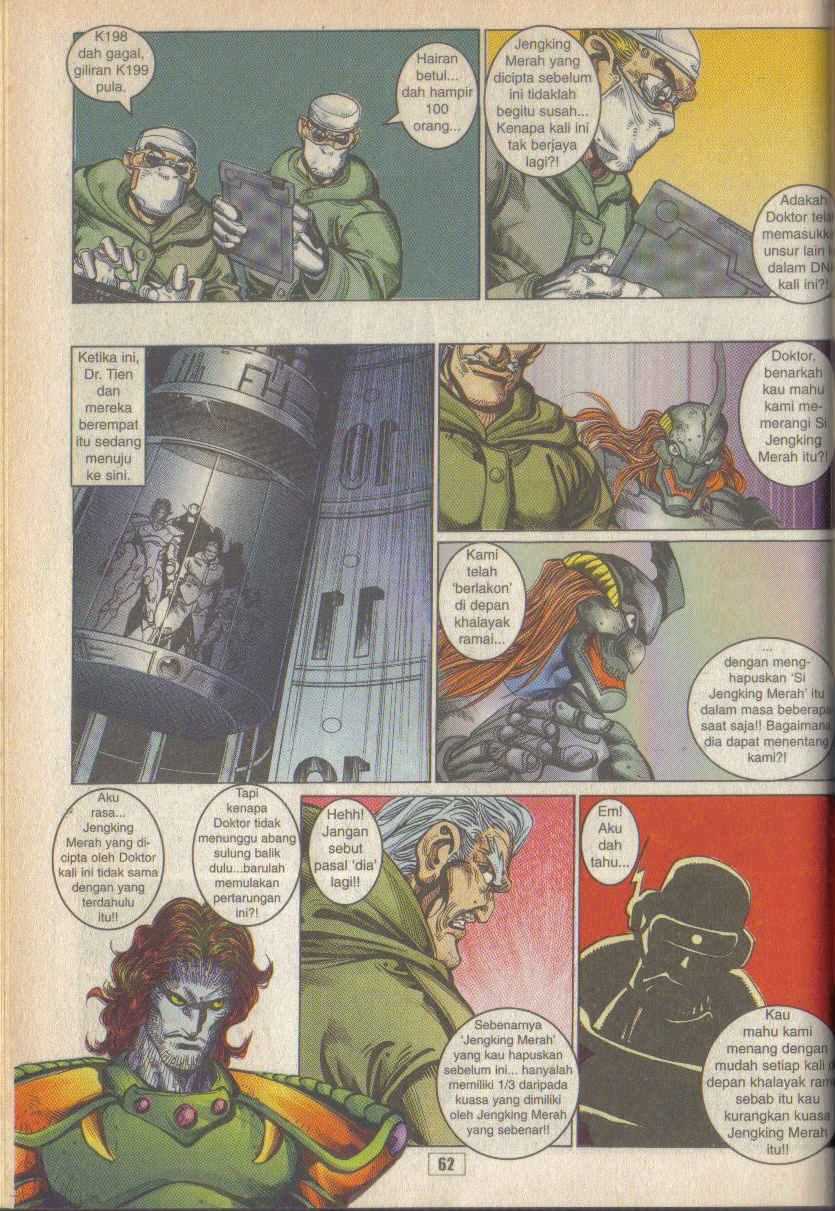 K198
dah gagal,
giliran K199
pula.
Hairan
betul...
dah hampir
100
orang...
Jengking
Merah yang
dicipta sebelum
ini tidaklah
begitu susah...
Kenapa kali ini
tak berjaya
lagi?!
Adakah
Doktor
unsur lain
dalam
kali ini?!
Ketika ini,
Dr. Tien
dan
mereka
berempat
itu sedang
menuju
ke sini.
FH
10
11
Doktor,
benarkah
kau mahu
kami me-
merangi Si
Jengking
Merah itu?!
Kami
telah
'berlakon'
di depan
khalayak
ramai...
...
dengan meng-
hapuskan 'Si
Jengking Merah' itu
dalam masa beberapa
saat saja!! Bagaimana
dia dapat menentang
kami?!
Aku
rasa...
Jengking
Merah yang di-
cipta oleh Doktor
kali ini tidak sama
dengan yang
terdahulu
itu!!
Tapi
kenapa
Doktor tidak
menunggu abang
sulung balik
dulu...barulah
memulakan
pertarungan
ini?!
Hehh!
Jangan
sebut
pasal 'dia'
lagi!!
Sebenarnya
'Jengking Merah'
yang kau hapuskan
sebelum ini... hanyalah
memiliki 1/3 daripada
kuasa yang dimiliki
oleh Jengking Merah
yang sebenar!!
Em!
Aku
dah
tahu...
Kau
mahu kami
menang dengan
mudah setiap kali
depan khalayak
sebab itu kau
kurangkan kuasa
Jengking Merah
itu!!
62